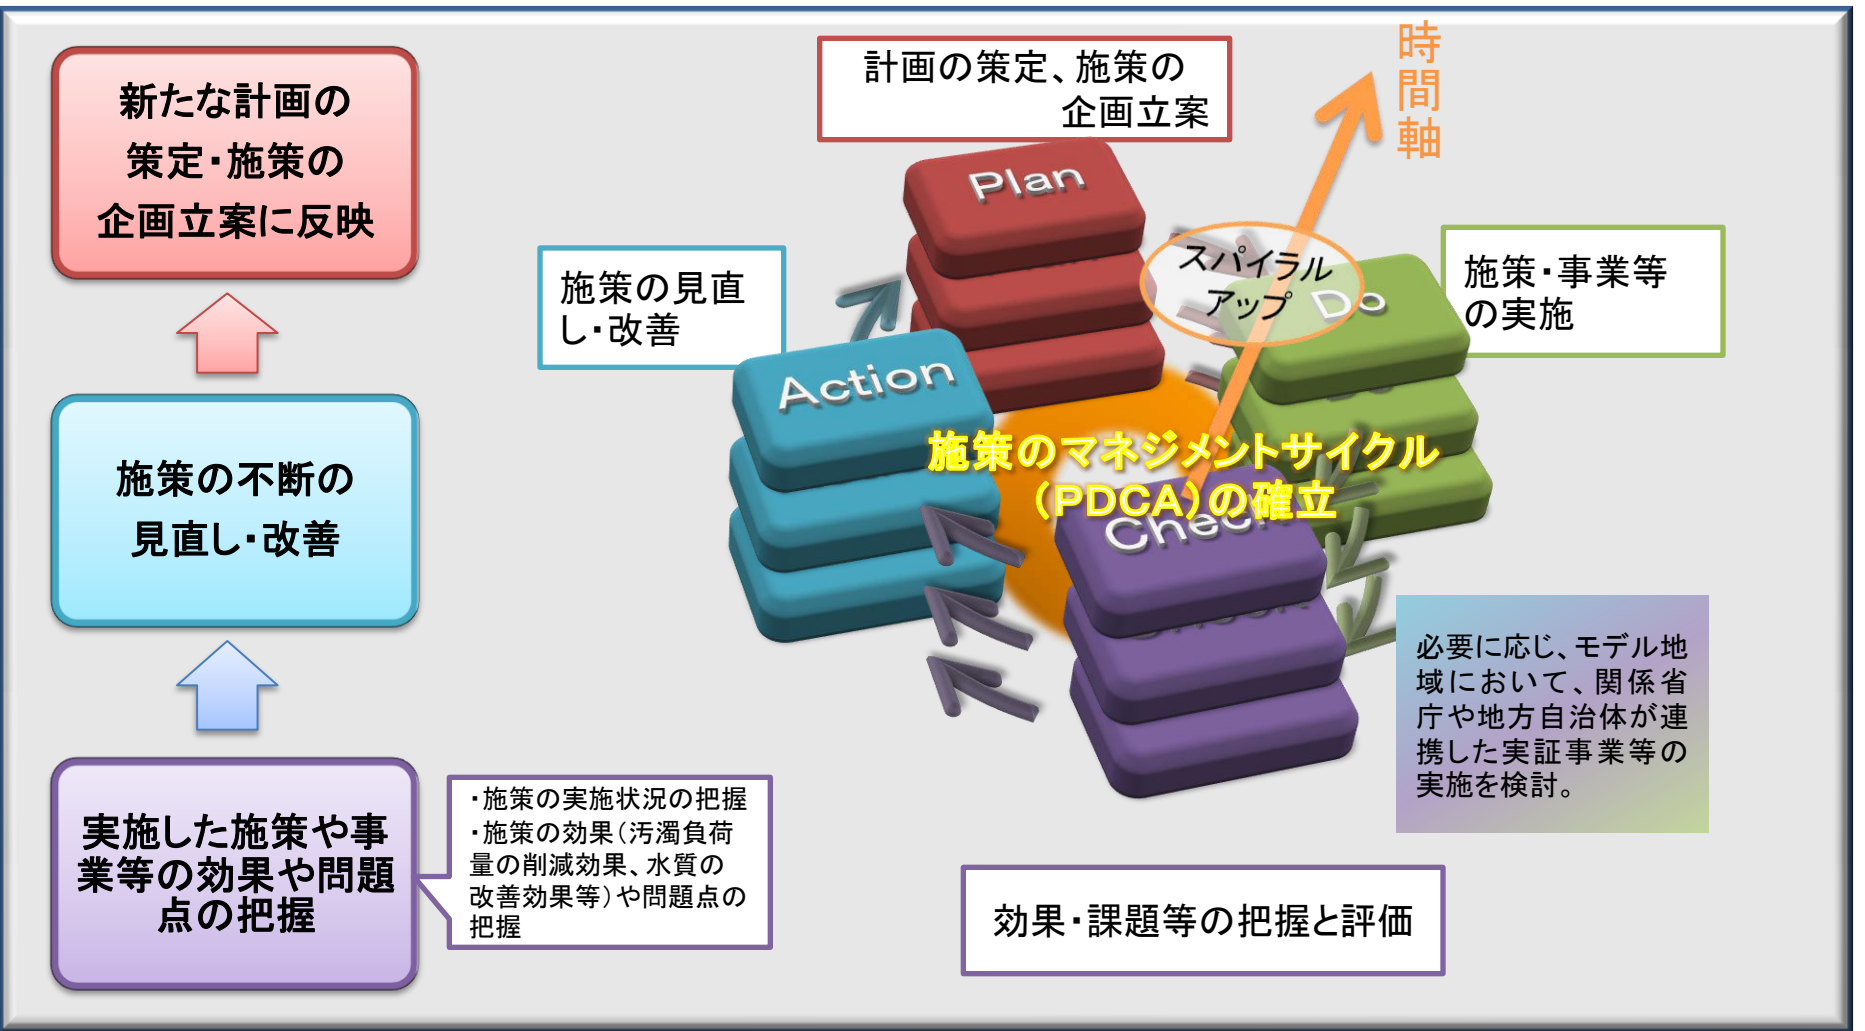 新たな計画の
策定・施策の
企画立案に反映
施策の不断の
見直し・改善
実施した施策や事
業等の効果や問題
点の把握
・施策の実施状況の把握
・施策の効果（汚濁負荷
量の削減効果、水質の
改善効果等）や問題点の
把握
計画の策定、施策の
企画立案
時間軸
Plan
スパイラル
アップ
Do
施策・事業等
の実施
施策の見直
し・改善
Action
施策のマネジメントサイクル
（PDCA）の確立
Check
必要に応じ、モデル地
域において、関係省
庁や地方自治体が連
携した実証事業等の
実施を検討。
効果・課題等の把握と評価